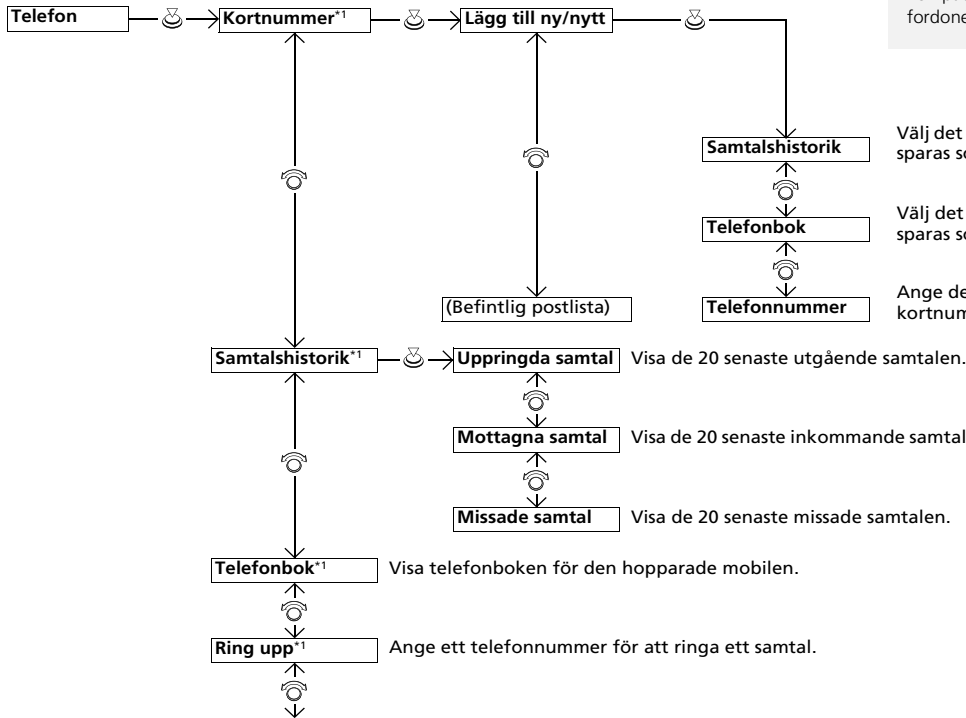 Telefon
Kortnummer*1
Lägg till ny/nytt
fordone
Samtalshistorik
Välj det
sparas so
Telefonbok
Välj det
sparas so
(Befintlig postlista)
Telefonnummer
Ange de
kortnum
Samtalshistorik*1
Uppringda samtal
Visa de 20 senaste utgående samtalen.
Mottagna samtal
Visa de 20 senaste inkommande samtal
Missade samtal
Visa de 20 senaste missade samtalen.
Telefonbok*1
Visa telefonboken för den hopparade mobilen.
Ring upp*1
Ange ett telefonnummer för att ringa ett samtal.